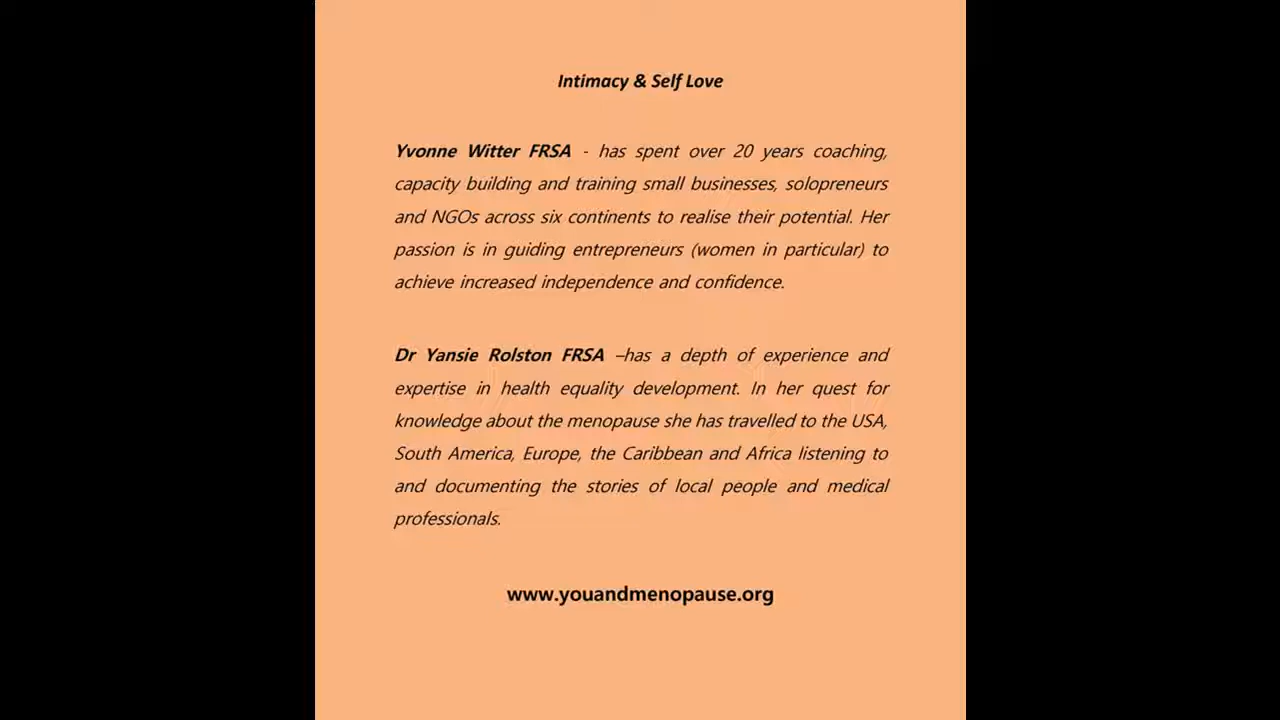 Intimacy & Self Love
Yvonne Witter FRSA - has spent over 20 years coaching,
capacity building and training small businesses, solopreneurs
and NGOs across six continents to realise their potential. Her
passion is in guiding entrepreneurs (women in particular) to
achieve increased independence and confidence.
Dr Yansie Rolston FRSA –has a depth of experience and
expertise in health equality development. In her quest for
knowledge about the menopause she has travelled to the USA,
South America, Europe, the Caribbean and Africa listening to
and documenting the stories of local people and medical
professionals.
www.youandmenopause.org